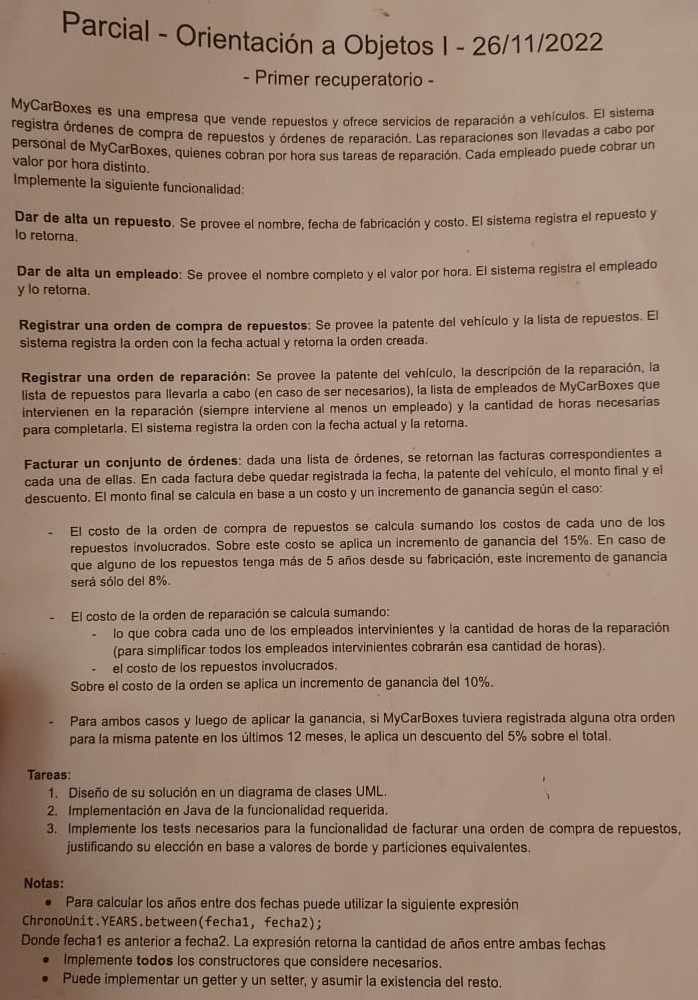 Parcial - Orientación a Objetos I - 26/11/2022
- Primer recuperatorio -
MyCarBoxes es una empresa que vende repuestos y ofrece servicios de reparación a vehículos. El sistema
registra órdenes de compra de repuestos y órdenes de reparación. Las reparaciones son llevadas a cabo por
personal de MyCarBoxes, quienes cobran por hora sus tareas de reparación. Cada empleado puede cobrar un
valor por hora distinto.
Implemente la siguiente funcionalidad:
Dar de alta un repuesto. Se provee el nombre, fecha de fabricación y costo. El sistema registra el repuesto y
lo retorna.
Dar de alta un empleado: Se provee el nombre completo y el valor por hora. El sistema registra el empleado
y lo retorna.
Registrar una orden de compra de repuestos: Se provee la patente del vehículo y la lista de repuestos. El
sistema registra la orden con la fecha actual y retorna la orden creada.
Registrar una orden de reparación: Se provee la patente del vehículo, la descripción de la reparación, la
lista de repuestos para llevarla a cabo (en caso de ser necesarios), la lista de empleados de MyCarBoxes que
intervienen en la reparación (siempre interviene al menos un empleado) y la cantidad de horas necesarias
para completarla. El sistema registra la orden con la fecha actual y la retorna.
Facturar un conjunto de órdenes: dada una lista de órdenes, se retornan las facturas correspondientes a
cada una de ellas. En cada factura debe quedar registrada la fecha, la patente del vehículo, el monto final y el
descuento. El monto final se calcula en base a un costo y un incremento de ganancia según el caso:
- El costo de la orden de compra de repuestos se calcula sumando los costos de cada uno de los
repuestos involucrados. Sobre este costo se aplica un incremento de ganancia del 15%. En caso de
que alguno de los repuestos tenga más de 5 años desde su fabricación, este incremento de ganancia
será sólo del 8%.
- El costo de la orden de reparación se calcula sumando:
- lo que cobra cada uno de los empleados intervinientes y la cantidad de horas de la reparación
(para simplificar todos los empleados intervinientes cobrarán esa cantidad de horas).
- el costo de los repuestos involucrados.
Sobre el costo de la orden se aplica un incremento de ganancia del 10%.
- Para ambos casos y luego de aplicar la ganancia, si MyCarBoxes tuviera registrada alguna otra orden
para la misma patente en los últimos 12 meses, le aplica un descuento del 5% sobre el total.
Tareas:
1. Diseño de su solución en un diagrama de clases UML.
2. Implementación en Java de la funcionalidad requerida.
3. Implemente los tests necesarios para la funcionalidad de facturar una orden de compra de repuestos,
justificando su elección en base a valores de borde y particiones equivalentes.
Notas:
• Para calcular los años entre dos fechas puede utilizar la siguiente expresión
ChronoUnit.YEARS.between(fecha1, fecha2);
Donde fecha1 es anterior a fecha2. La expresión retorna la cantidad de años entre ambas fechas
• Implemente todos los constructores que considere necesarios.
• Puede implementar un getter y un setter, y asumir la existencia del resto.